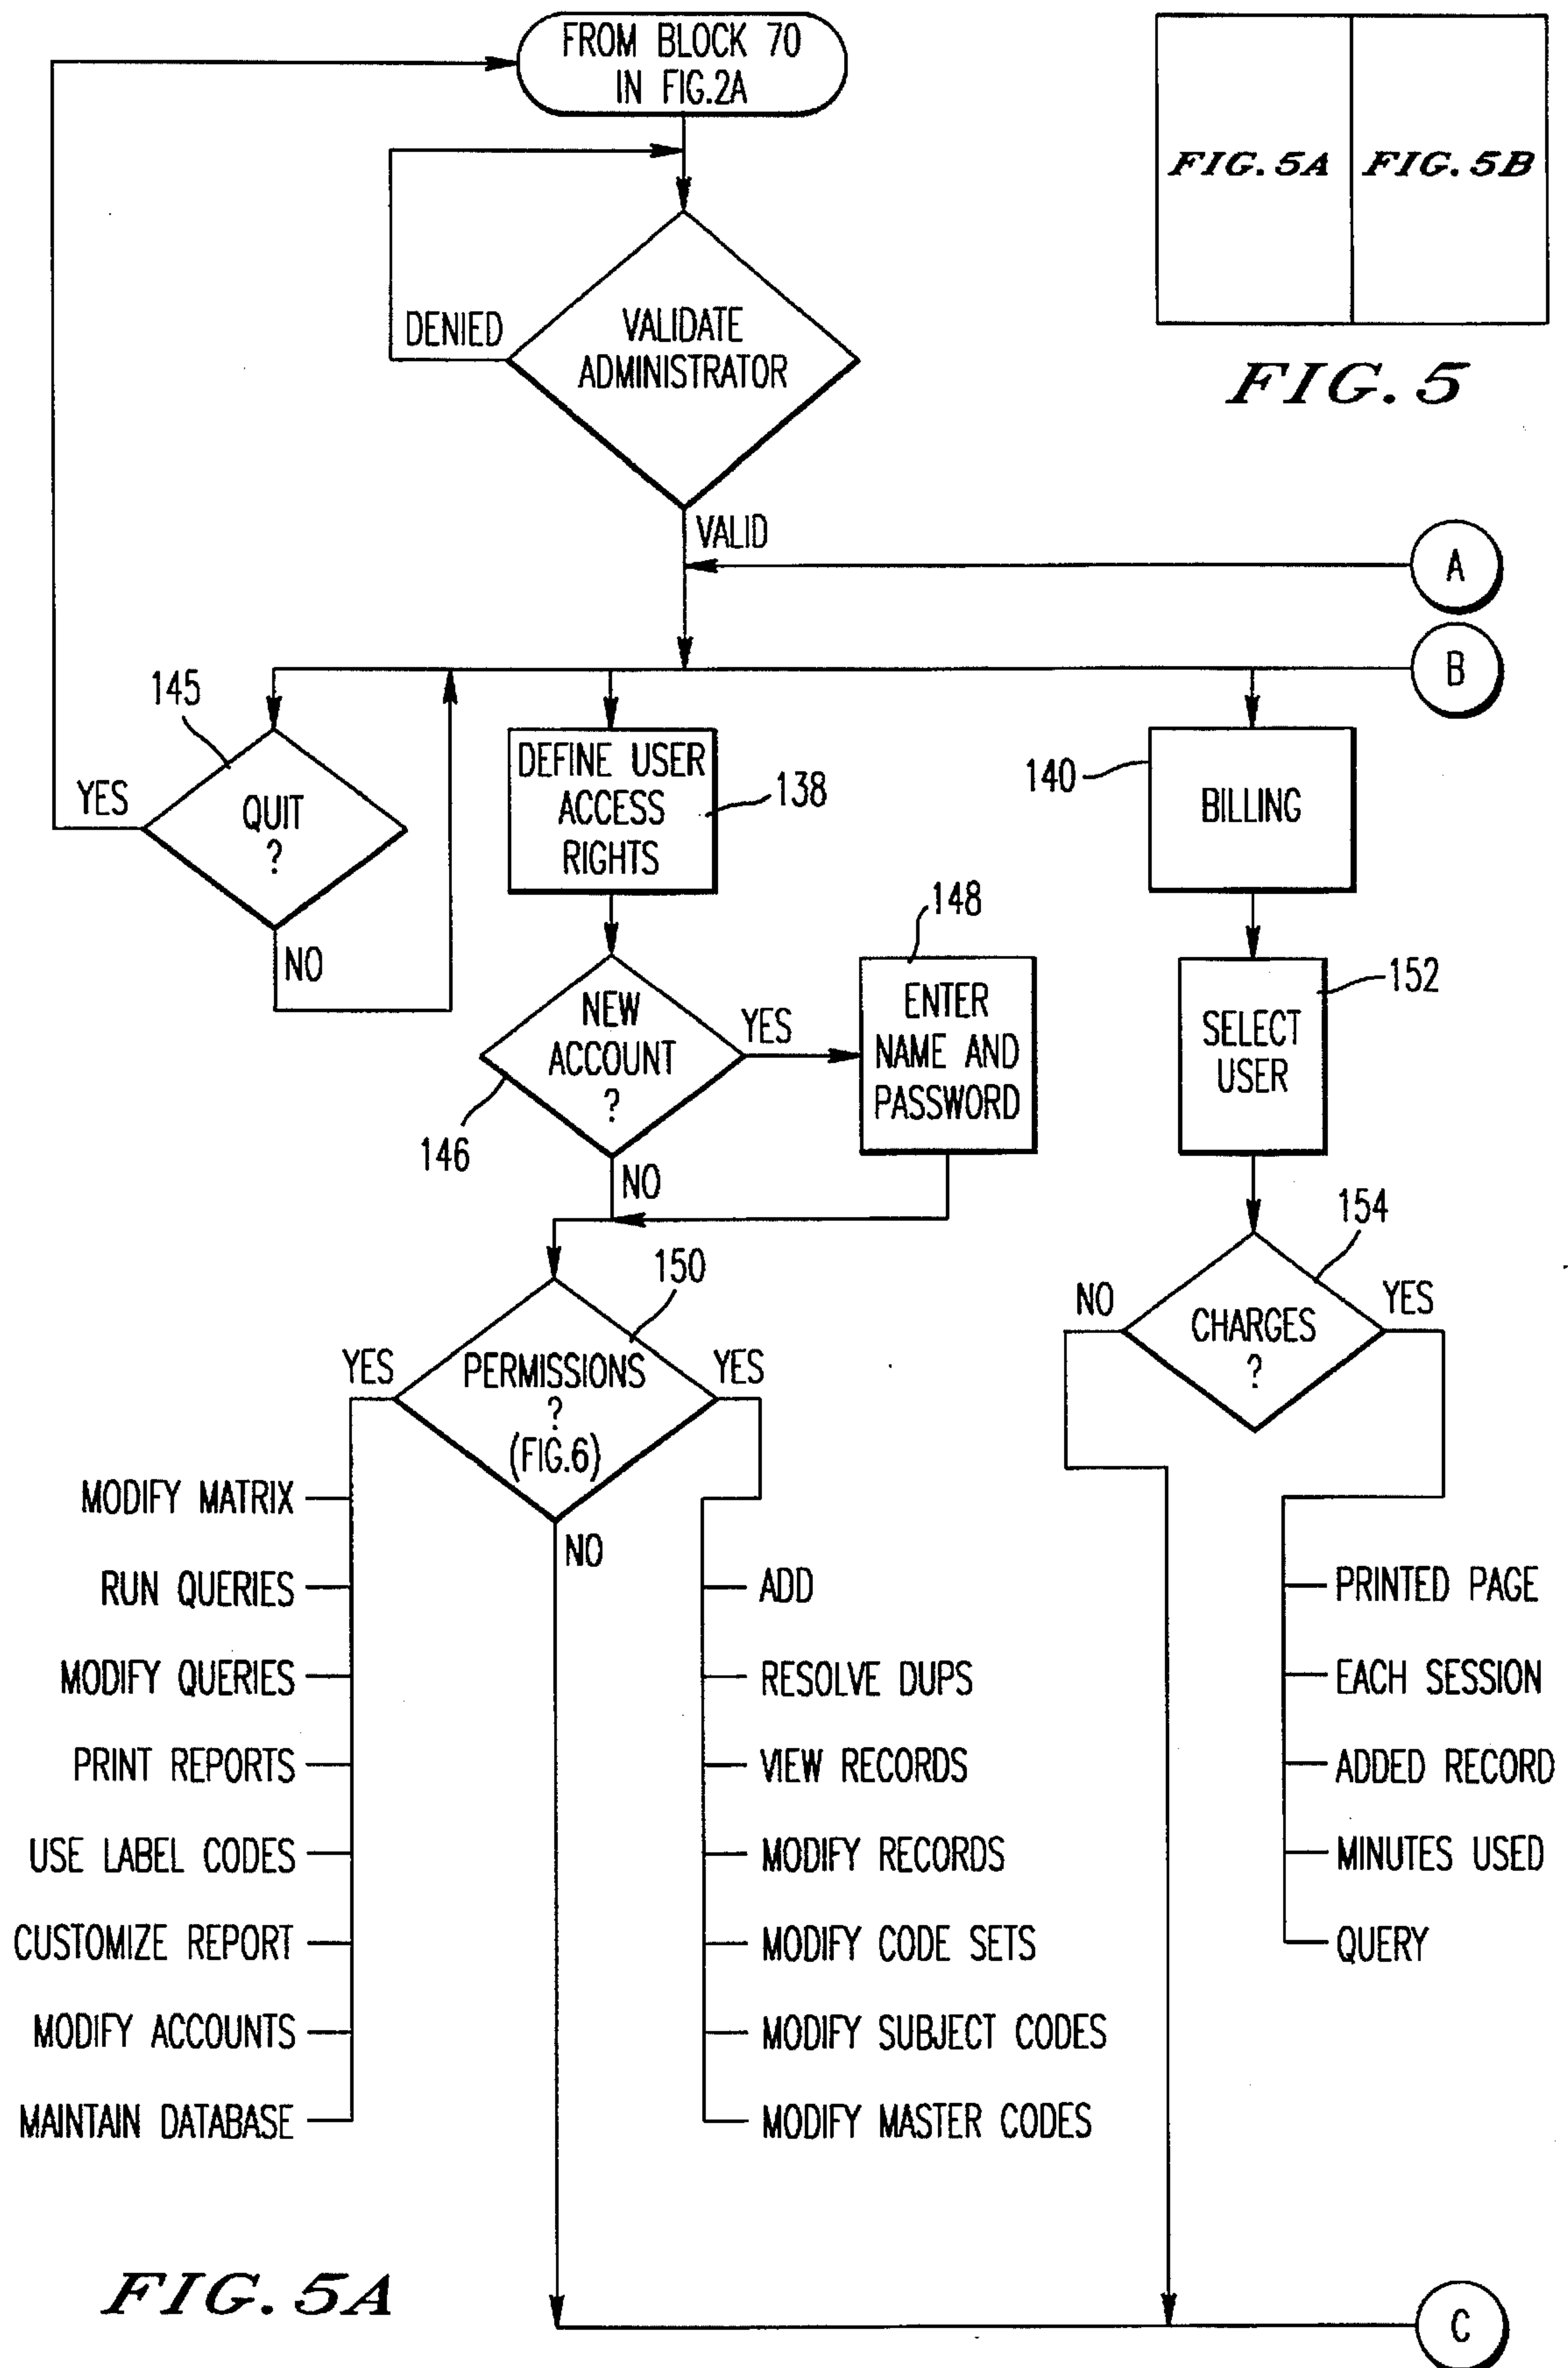 FROM BLOCK 70
IN FIG.2A
FIG. 5A
FIG. 5B
FIG. 5
DENIED
VALIDATE
ADMINISTRATOR
VALID
A
B
145
YES
QUIT
?
NO
DEFINE USER
ACCESS
RIGHTS
138
140
BILLING
148
NEW
ACCOUNT
?
YES
146
NO
ENTER
NAME AND
PASSWORD
152
SELECT
USER
154
NO
CHARGES
?
YES
150
YES
PERMISSIONS
?
(FIG.6)
YES
NO
MODIFY MATRIX
RUN QUERIES
MODIFY QUERIES
PRINT REPORTS
USE LABEL CODES
CUSTOMIZE REPORT
MODIFY ACCOUNTS
MAINTAIN DATABASE
ADD
RESOLVE DUPS
VIEW RECORDS
MODIFY RECORDS
MODIFY CODE SETS
MODIFY SUBJECT CODES
MODIFY MASTER CODES
PRINTED PAGE
EACH SESSION
ADDED RECORD
MINUTES USED
QUERY
FIG. 5A
C